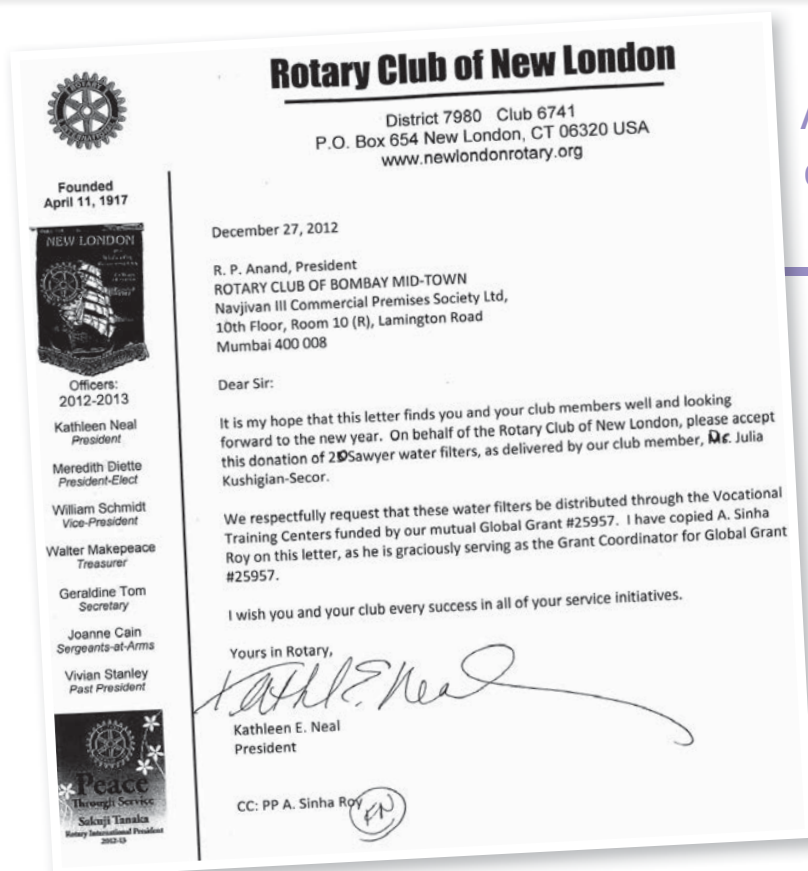 Rotary Club of New London
District 7980 Club 6741
P.O. Box 654 New London, CT 06320 USA
www.newlondonrotary.org
Founded
April 11, 1917
NEW LONDON
Officers:
2012-2013
Kathleen Neal
President
Meredith Diette
President-Elect
William Schmidt
Vice-President
Walter Makepeace
Treasurer
Geraldine Tom
Secretary
Joanne Cain
Sergeants-at-Arms
Vivian Stanley
Past President
Peace
Through Service
Sakuji Tanaka
Rotary International President
2012-13
December 27, 2012
R. P. Anand, President
ROTARY CLUB OF BOMBAY MID-TOWN
Navjivan III Commercial Premises Society Ltd,
10th Floor, Room 10 (R), Lamington Road
Mumbai 400 008
Dear Sir:
It is my hope that this letter finds you and your club members well and looking
forward to the new year. On behalf of the Rotary Club of New London, please accept
this donation of Sawyer water filters, as delivered by our club member, Dr. Julia
Kushigian-Secor.
We respectfully request that these water filters be distributed through the Vocational
Training Centers funded by our mutual Global Grant #25957. I have copied A. Sinha
Roy on this letter, as he is graciously serving as the Grant Coordinator for Global Grant
#25957.
I wish you and your club every success in all of your service initiatives.
Yours in Rotary,
Kathleen E. Neal
President
CC: PP A. Sinha Roy KN